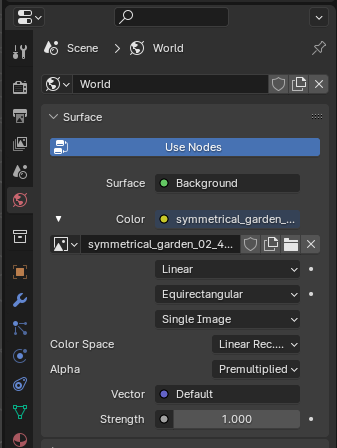 Scene > World
World
Surface
Use Nodes
Surface Background
Color symmetrical_garden_...
symmetrical_garden_02_4...
Linear
Equirectangular
Single Image
Color Space Linear Rec....
Alpha Premultiplied
Vector Default
Strength 1.000